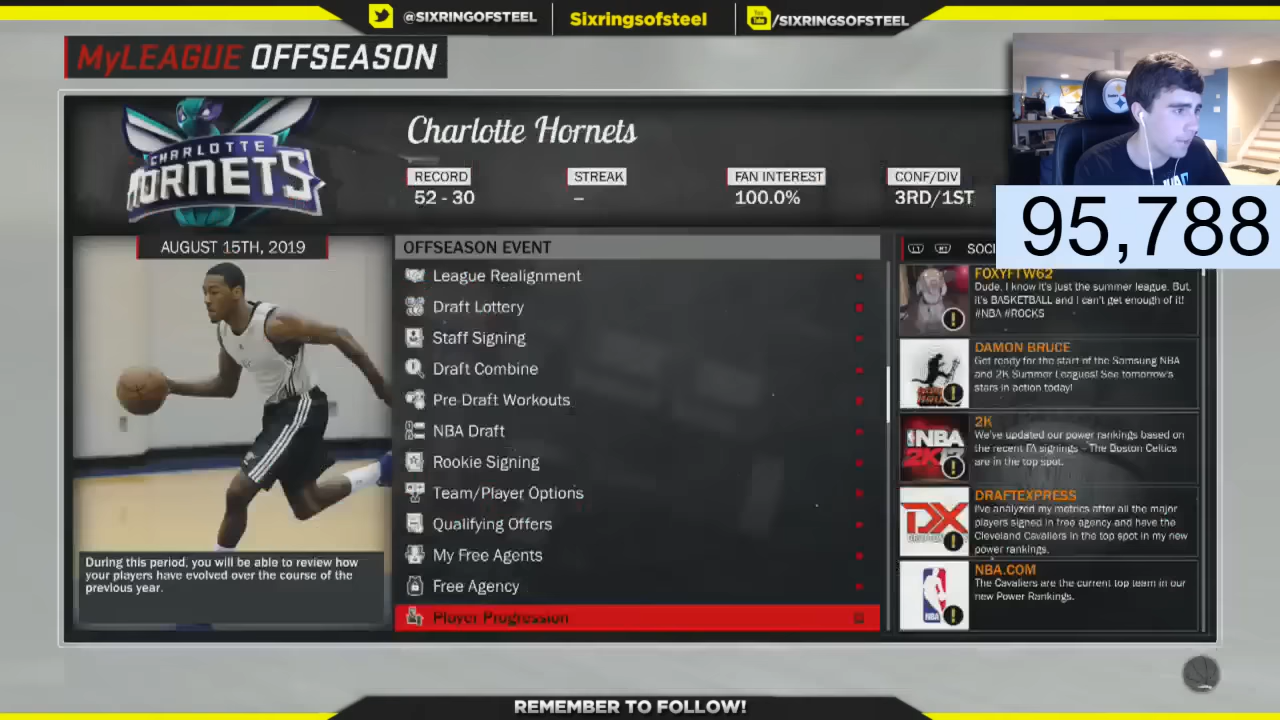 @SIXRINGSOFSTEEL
Sixringsofsteel
/SIXRINGSOFSTEEL
MyLEAGUE OFFSEASON
CHARLOTTE
HORNETS
Charlotte Hornets
RECORD
52 - 30
STREAK
–
FAN INTEREST
100.0%
CONF/DIV
3RD/1ST
95,788
AUGUST 15TH, 2019
During this period, you will be able to review how
your players have evolved over the course of the
previous year.
OFFSEASON EVENT
League Realignment
Draft Lottery
Staff Signing
Draft Combine
Pre-Draft Workouts
NBA Draft
Rookie Signing
Team/Player Options
Qualifying Offers
My Free Agents
Free Agency
Player Progression
SOCI
FOXYFTW62
Dude, I know it's just the summer league. But,
it's BASKETBALL and I can't get enough of it!
#NBA #ROCKS
DAMON BRUCE
Get ready for the start of the Samsung NBA
and 2K Summer Leagues! See tomorrow's
stars in action today!
2K
We've updated our power rankings based on
the recent FA signings – The Boston Celtics
are in the top spot.
DRAFTEXPRESS
I've analyzed my metrics after all the major
players signed in free agency and have the
Cleveland Cavaliers in the top spot in my new
power rankings.
NBA.COM
The Cavaliers are the current top team in our
new Power Rankings.
REMEMBER TO FOLLOW!